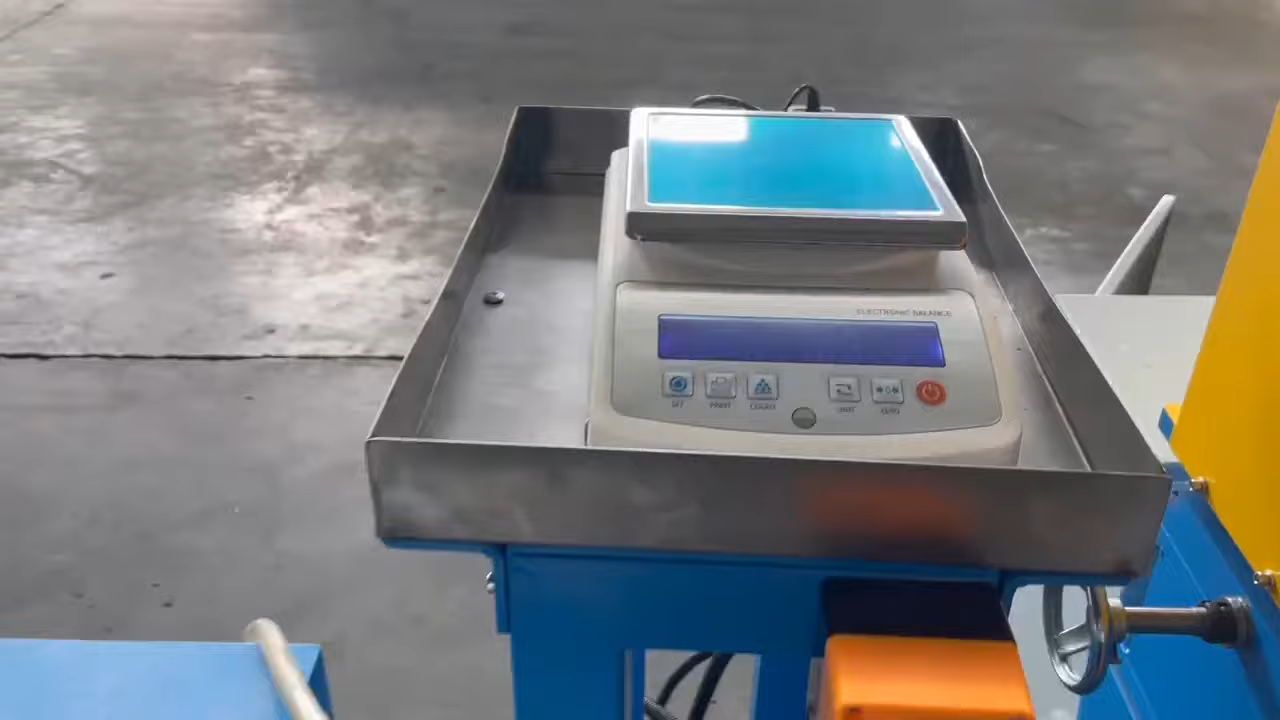 ELECTRONIC BALANCE
SET
PRINT
COUNT
UNIT
ZERO